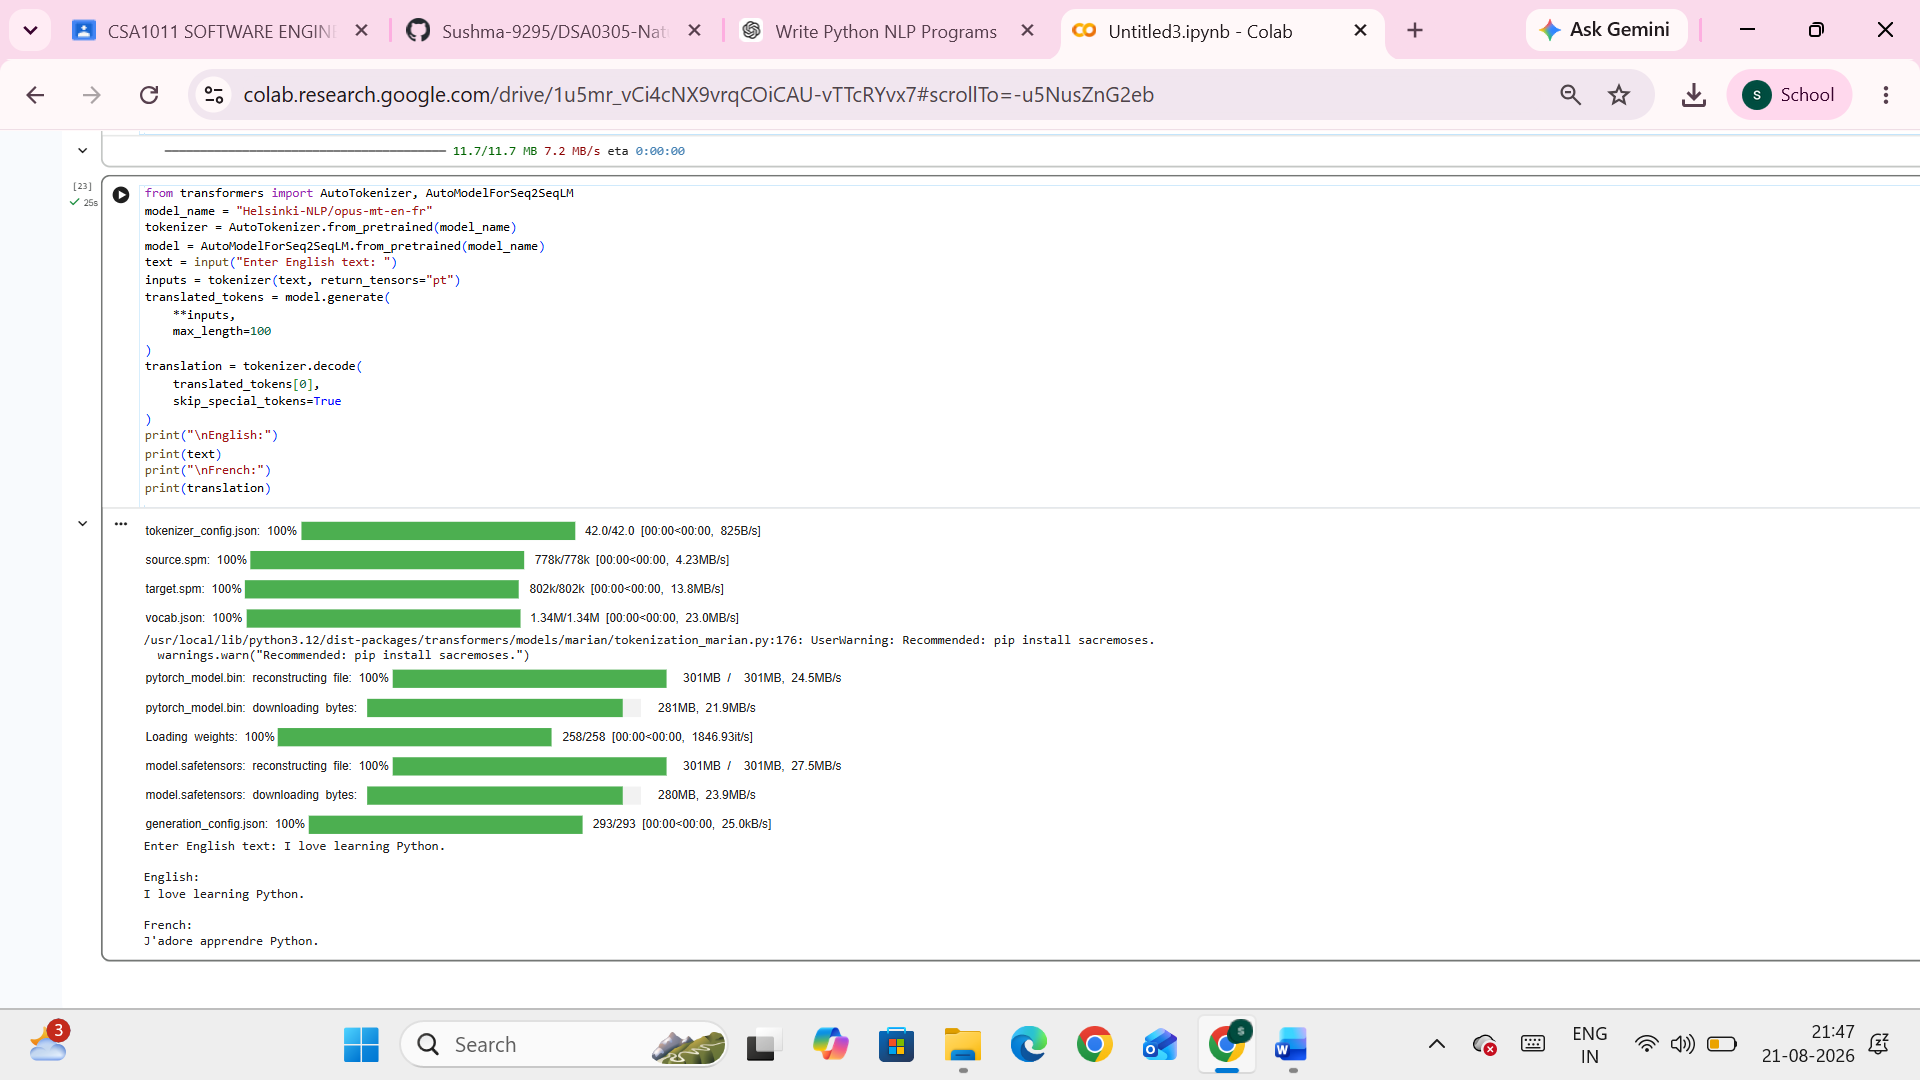 CSA1011 SOFTWARE ENGIN
Sushma-9295/DSA0305-Nat
Write Python NLP Programs
Untitled3.ipynb - Colab
Ask Gemini
colab.research.google.com/drive/1u5mr_vCi4cNX9vrqCOiCAU-vTTcRYvx7#scrollTo=-u5NusZnG2eb
S
School
11.7/11.7 MB 7.2 MB/s eta 0:00:00
[23]
25s
from transformers import AutoTokenizer, AutoModelForSeq2SeqLM
model_name = "Helsinki-NLP/opus-mt-en-fr"
tokenizer = AutoTokenizer.from_pretrained(model_name)
model = AutoModelForSeq2SeqLM.from_pretrained(model_name)
text = input("Enter English text: ")
inputs = tokenizer(text, return_tensors="pt")
translated_tokens = model.generate(
    **inputs,
    max_length=100
)
translation = tokenizer.decode(
    translated_tokens[0],
    skip_special_tokens=True
)
print("\nEnglish:")
print(text)
print("\nFrench:")
print(translation)
tokenizer_config.json: 100% 42.0/42.0 [00:00<00:00, 825B/s]
source.spm: 100% 778k/778k [00:00<00:00, 4.23MB/s]
target.spm: 100% 802k/802k [00:00<00:00, 13.8MB/s]
vocab.json: 100% 1.34M/1.34M [00:00<00:00, 23.0MB/s]
/usr/local/lib/python3.12/dist-packages/transformers/models/marian/tokenization_marian.py:176: UserWarning: Recommended: pip install sacremoses.
  warnings.warn("Recommended: pip install sacremoses.")
pytorch_model.bin: reconstructing file: 100% 301MB / 301MB, 24.5MB/s
pytorch_model.bin: downloading bytes: 281MB, 21.9MB/s
Loading weights: 100% 258/258 [00:00<00:00, 1846.93it/s]
model.safetensors: reconstructing file: 100% 301MB / 301MB, 27.5MB/s
model.safetensors: downloading bytes: 280MB, 23.9MB/s
generation_config.json: 100% 293/293 [00:00<00:00, 25.0kB/s]
Enter English text: I love learning Python.
English:
I love learning Python.
French:
J'adore apprendre Python.
3
Search
S
W
ENG
IN
21:47
21-08-2026